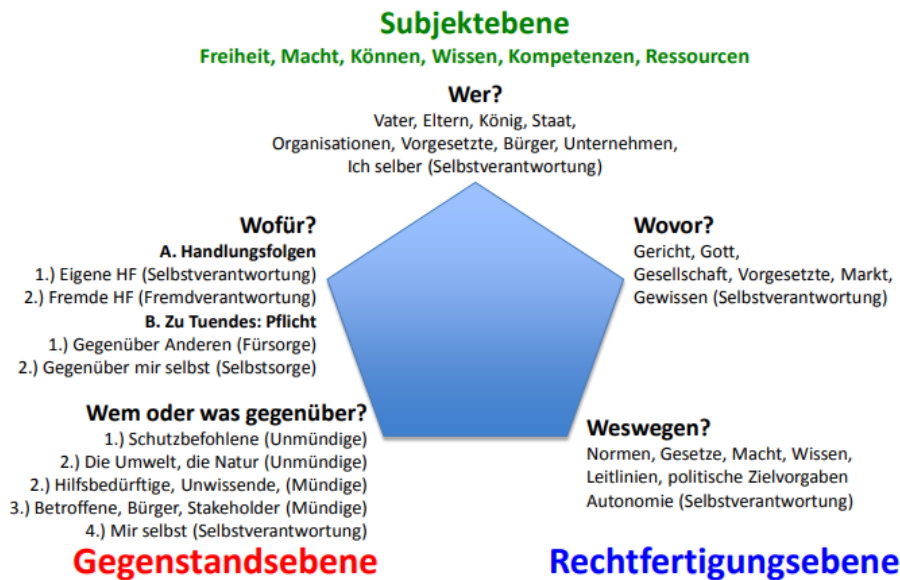 Subjektebene
Freiheit, Macht, Können, Wissen, Kompetenzen, Ressourcen
Wer?
Vater, Eltern, König, Staat,
Organisationen, Vorgesetzte, Bürger, Unternehmen,
Ich selber (Selbstverantwortung)
Wofür?
A. Handlungsfolgen
1.) Eigene HF (Selbstverantwortung)
2.) Fremde HF (Fremdverantwortung)
B. Zu Tuendes: Pflicht
1.) Gegenüber Anderen (Fürsorge)
2.) Gegenüber mir selbst (Selbstsorge)
Wovor?
Gericht, Gott,
Gesellschaft, Vorgesetzte, Markt,
Gewissen (Selbstverantwortung)
Wem oder was gegenüber?
1.) Schutzbefohlene (Unmündige)
2.) Die Umwelt, die Natur (Unmündige)
2.) Hilfsbedürftige, Unwissende, (Mündige)
3.) Betroffene, Bürger, Stakeholder (Mündige)
4.) Mir selbst (Selbstverantwortung)
Weswegen?
Normen, Gesetze, Macht, Wissen,
Leitlinien, politische Zielvorgaben
Autonomie (Selbstverantwortung)
Gegenstandsebene
Rechtfertigungsebene